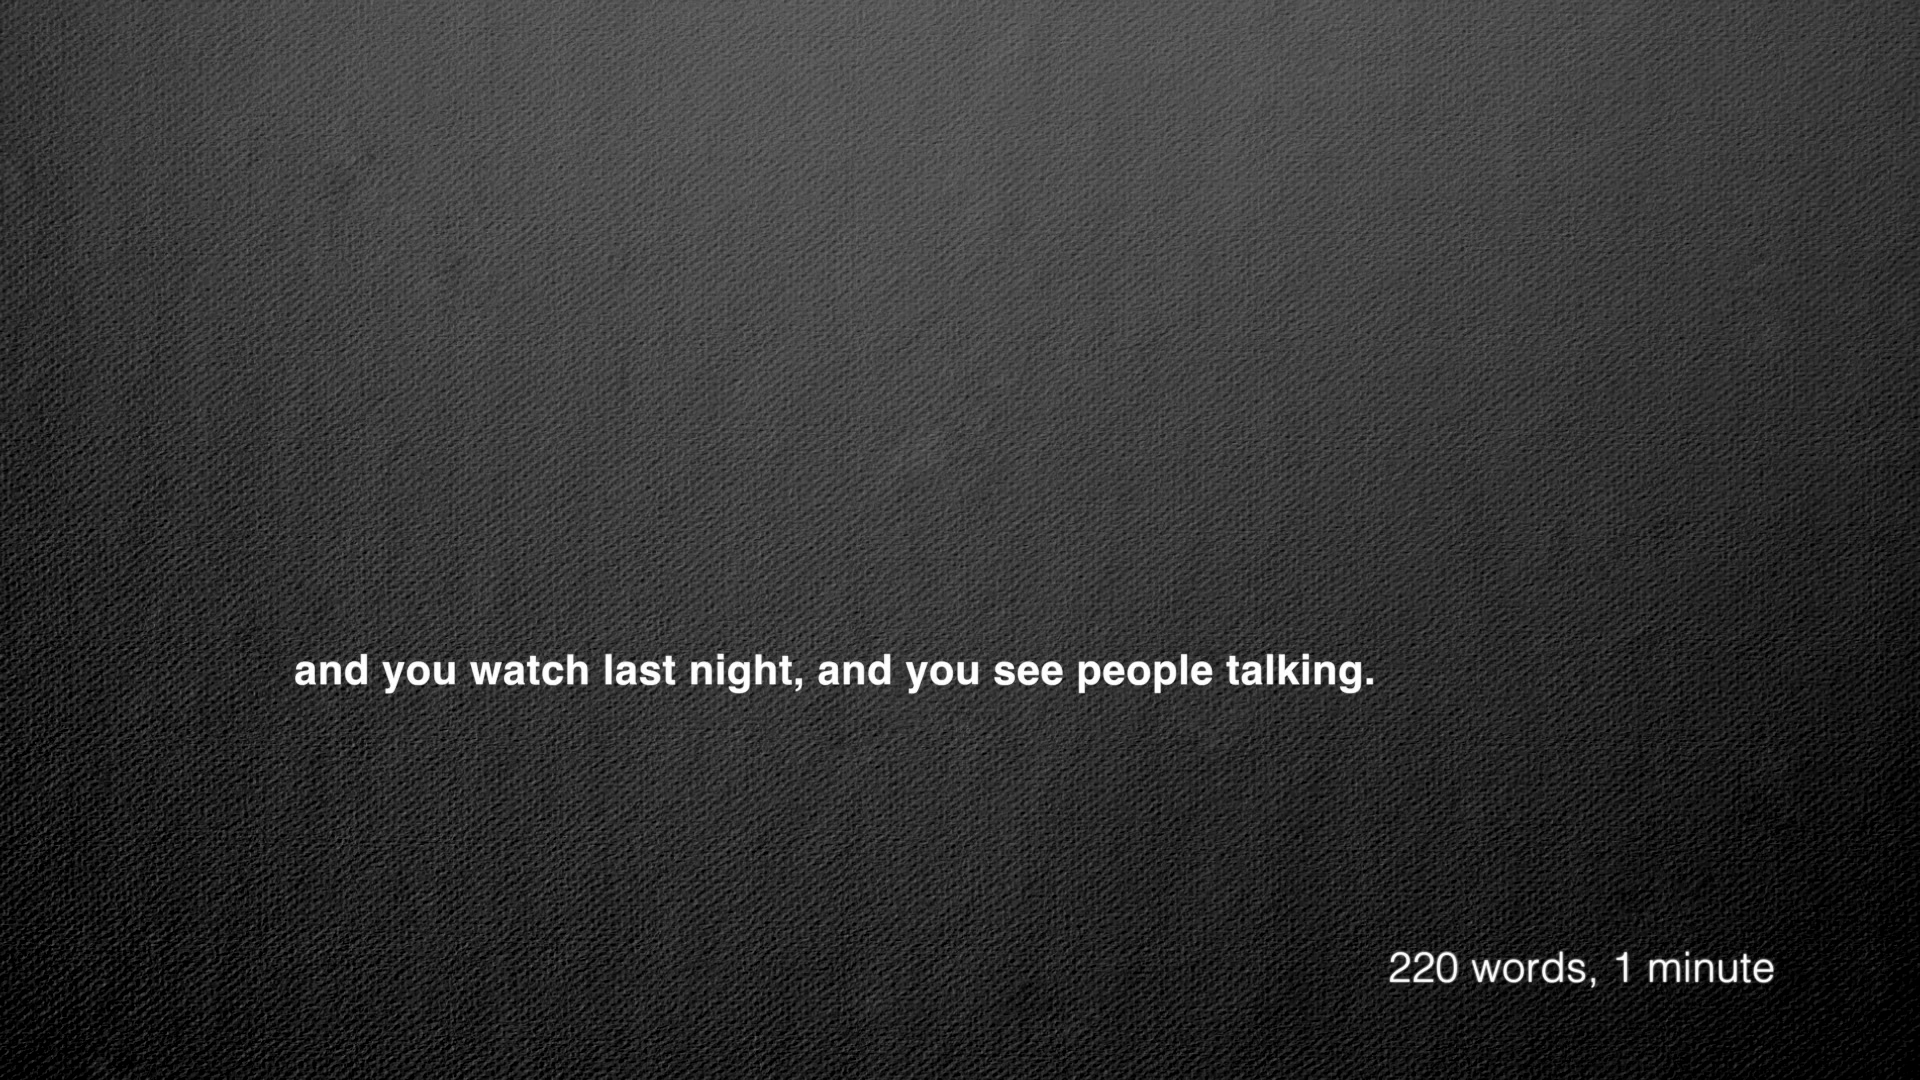 and you watch last night, and you see people talking.
220 words, 1 minute